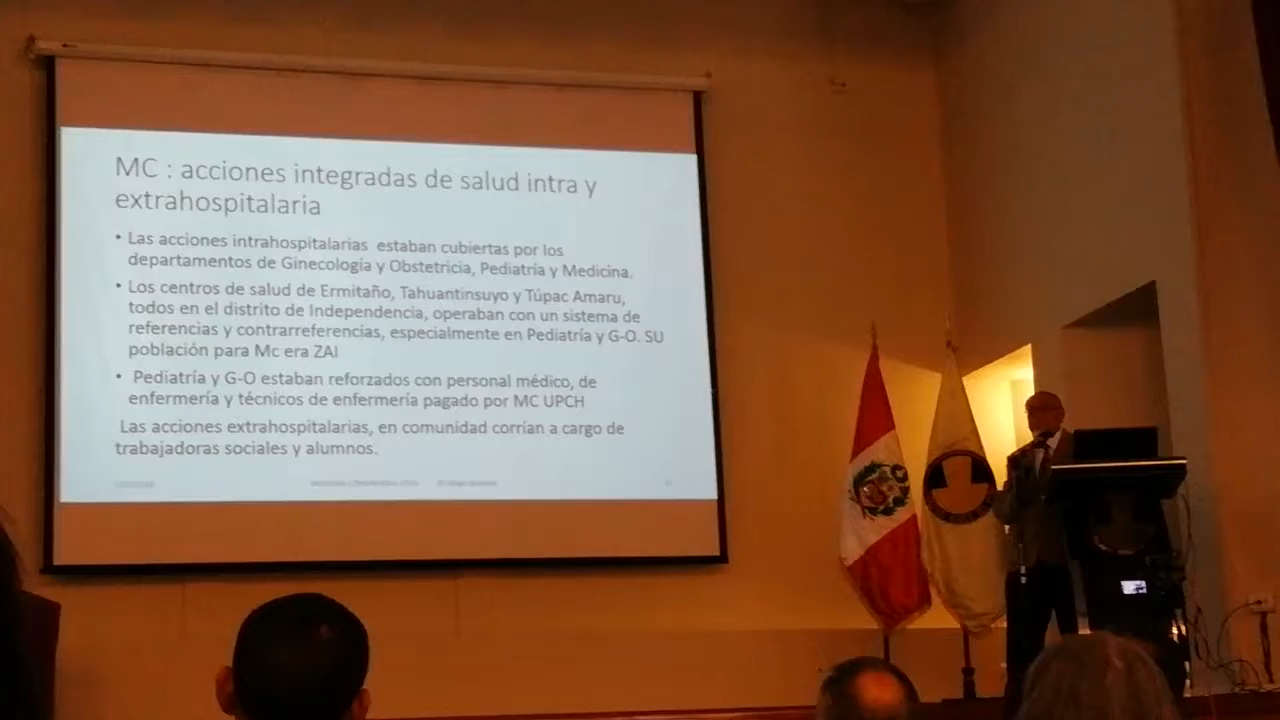 MC : acciones integradas de salud intra y
extrahospitalaria
• Las acciones intrahospitalarias estaban cubiertas por los
departamentos de Ginecología y Obstetricia, Pediatría y Medicina.
• Los centros de salud de Ermitaño, Tahuantinsuyo y Túpac Amaru,
todos en el distrito de Independencia, operaban con un sistema de
referencias y contrarreferencias, especialmente en Pediatría y G-O. SU
población para Mc era ZAI
• Pediatría y G-O estaban reforzados con personal médico, de
enfermería y técnicos de enfermería pagado por MC UPCH
Las acciones extrahospitalarias, en comunidad corrían a cargo de
trabajadoras sociales y alumnos.